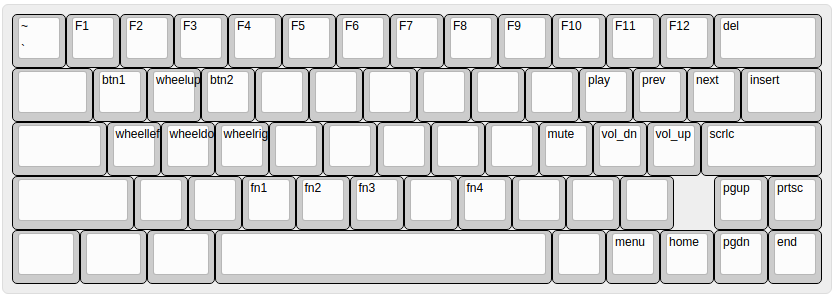 ~ F1 F2 F3 F4 F5 F6 F7 F8 F9 F10 F11 F12 del
`
btn1 wheelup btn2 play prev next insert
wheellef wheeldo wheelrig mute vol_dn vol_up scrlc
fn1 fn2 fn3 fn4 pgup prtsc
menu home pgdn end